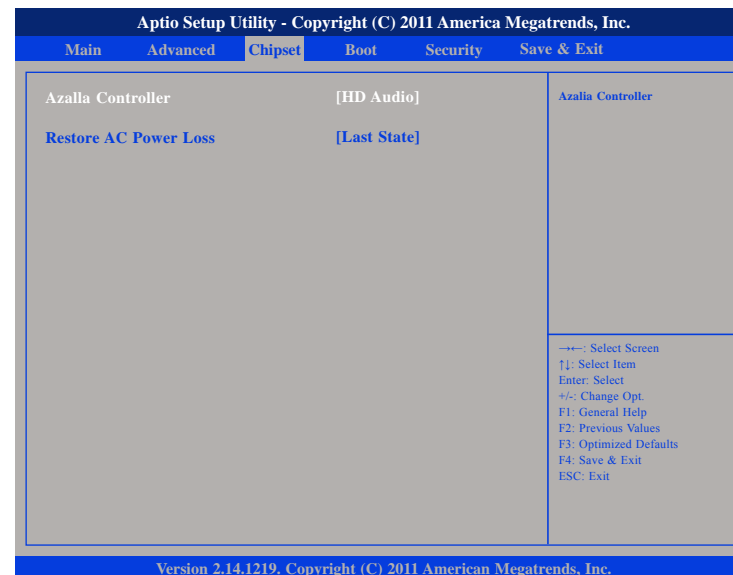 Aptio Setup Utility - Copyright (C) 2011 America Megatrends, Inc.
Main Advanced Chipset Boot Security Save & Exit
Azalla Controller [HD Audio]
Restore AC Power Loss [Last State]
Azalia Controller
→←: Select Screen
↑↓: Select Item
Enter: Select
+/-: Change Opt.
F1: General Help
F2: Previous Values
F3: Optimized Defaults
F4: Save & Exit
ESC: Exit
Version 2.14.1219. Copyright (C) 2011 American Megatrends, Inc.